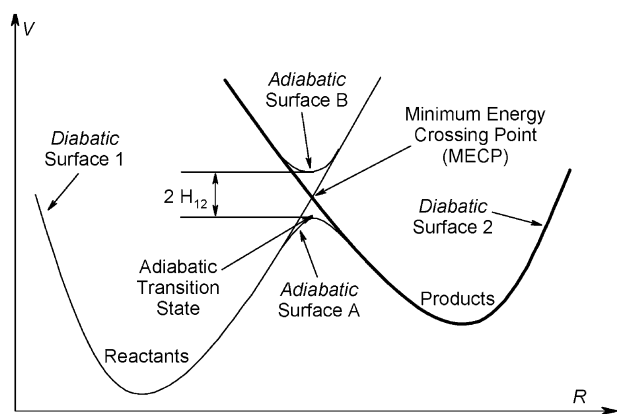 V
Adiabatic
Surface B
Minimum Energy
Crossing Point
(MECP)
Diabatic
Surface 1
2 H12
Diabatic
Surface 2
Adiabatic
Transition
State
Adiabatic
Surface A
Products
Reactants
R